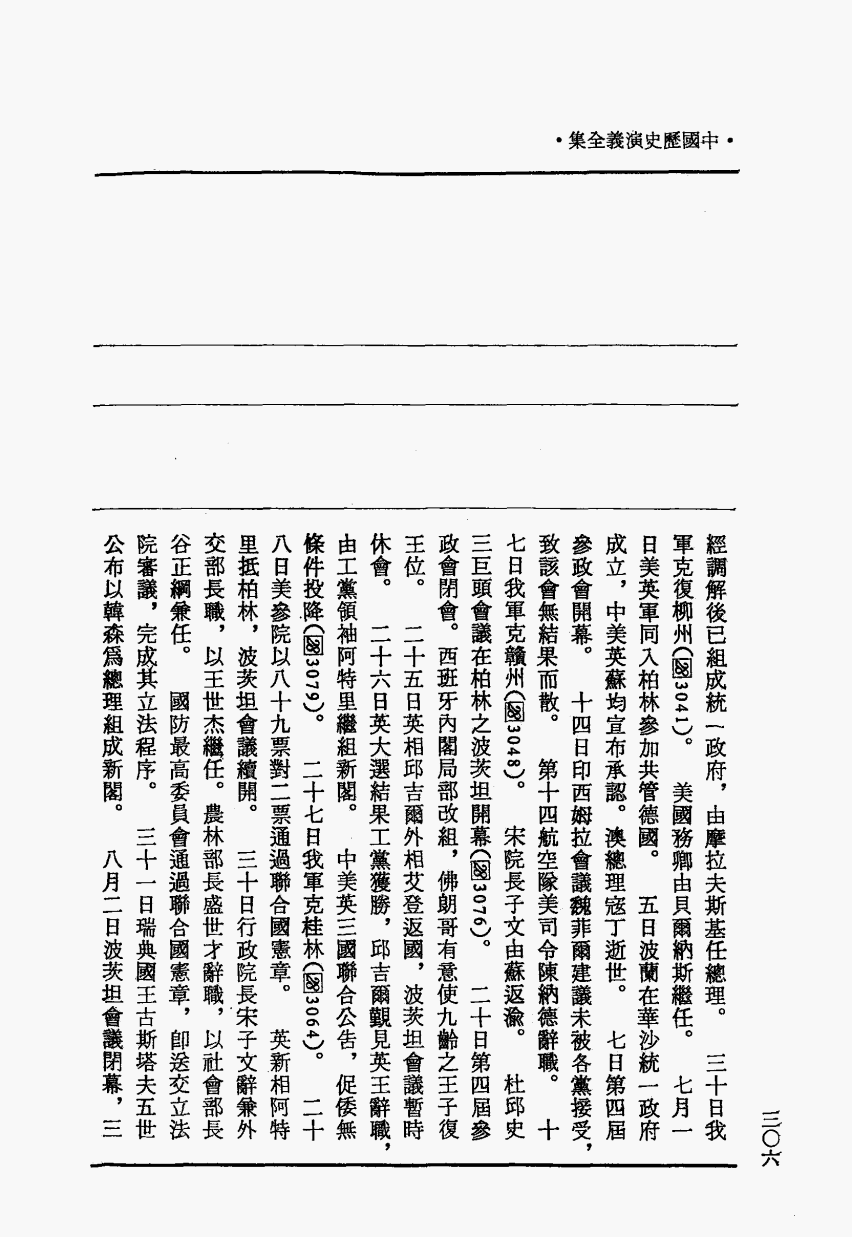 ·中國歷史演義全集·
經調解後已組成統一政府，由摩拉夫斯基任總理。　三十日我
軍克復柳州(圖3041)。　美國務卿由貝爾納斯繼任。　七月一
日美英軍同入柏林參加共管德國。　五日波蘭在華沙統一政府
成立，中美英蘇均宣布承認。澳總理寇丁逝世。　七日第四屆
參政會開幕。　十四日印西姆拉會議魏菲爾建議未被各黨接受，
致該會無結果而散。　第十四航空隊美司令陳納德辭職。　十
七日我軍克贛州(圖3048)。　宋院長子文由蘇返渝。　杜邱史
三巨頭會議在柏林之波茨坦開幕(圖3076)。　二十日第四屆參
政會閉會。西班牙內閣局部改組，佛朗哥有意使九齡之王子復
王位。　二十五日英相邱吉爾外相艾登返國，波茨坦會議暫時
休會。　二十六日英大選結果工黨獲勝，邱吉爾覲見英王辭職，
由工黨領袖阿特里繼組新閣。　中美英三國聯合公告，促倭無
條件投降(圖3079)。　二十七日我軍克桂林(圖3064)。　二十
八日美參院以八十九票對二票通過聯合國憲章。　英新相阿特
里抵柏林，波茨坦會議續開。　三十日行政院長宋子文辭兼外
交部長職，以王世杰繼任。農林部長盛世才辭職，以社會部長
谷正綱兼任。　國防最高委員會通過聯合國憲章，卽送交立法
院審議，完成其立法程序。　三十一日瑞典國王古斯塔夫五世
公布以韓森爲總理組成新閣。　八月二日波茨坦會議閉幕，三
三〇六